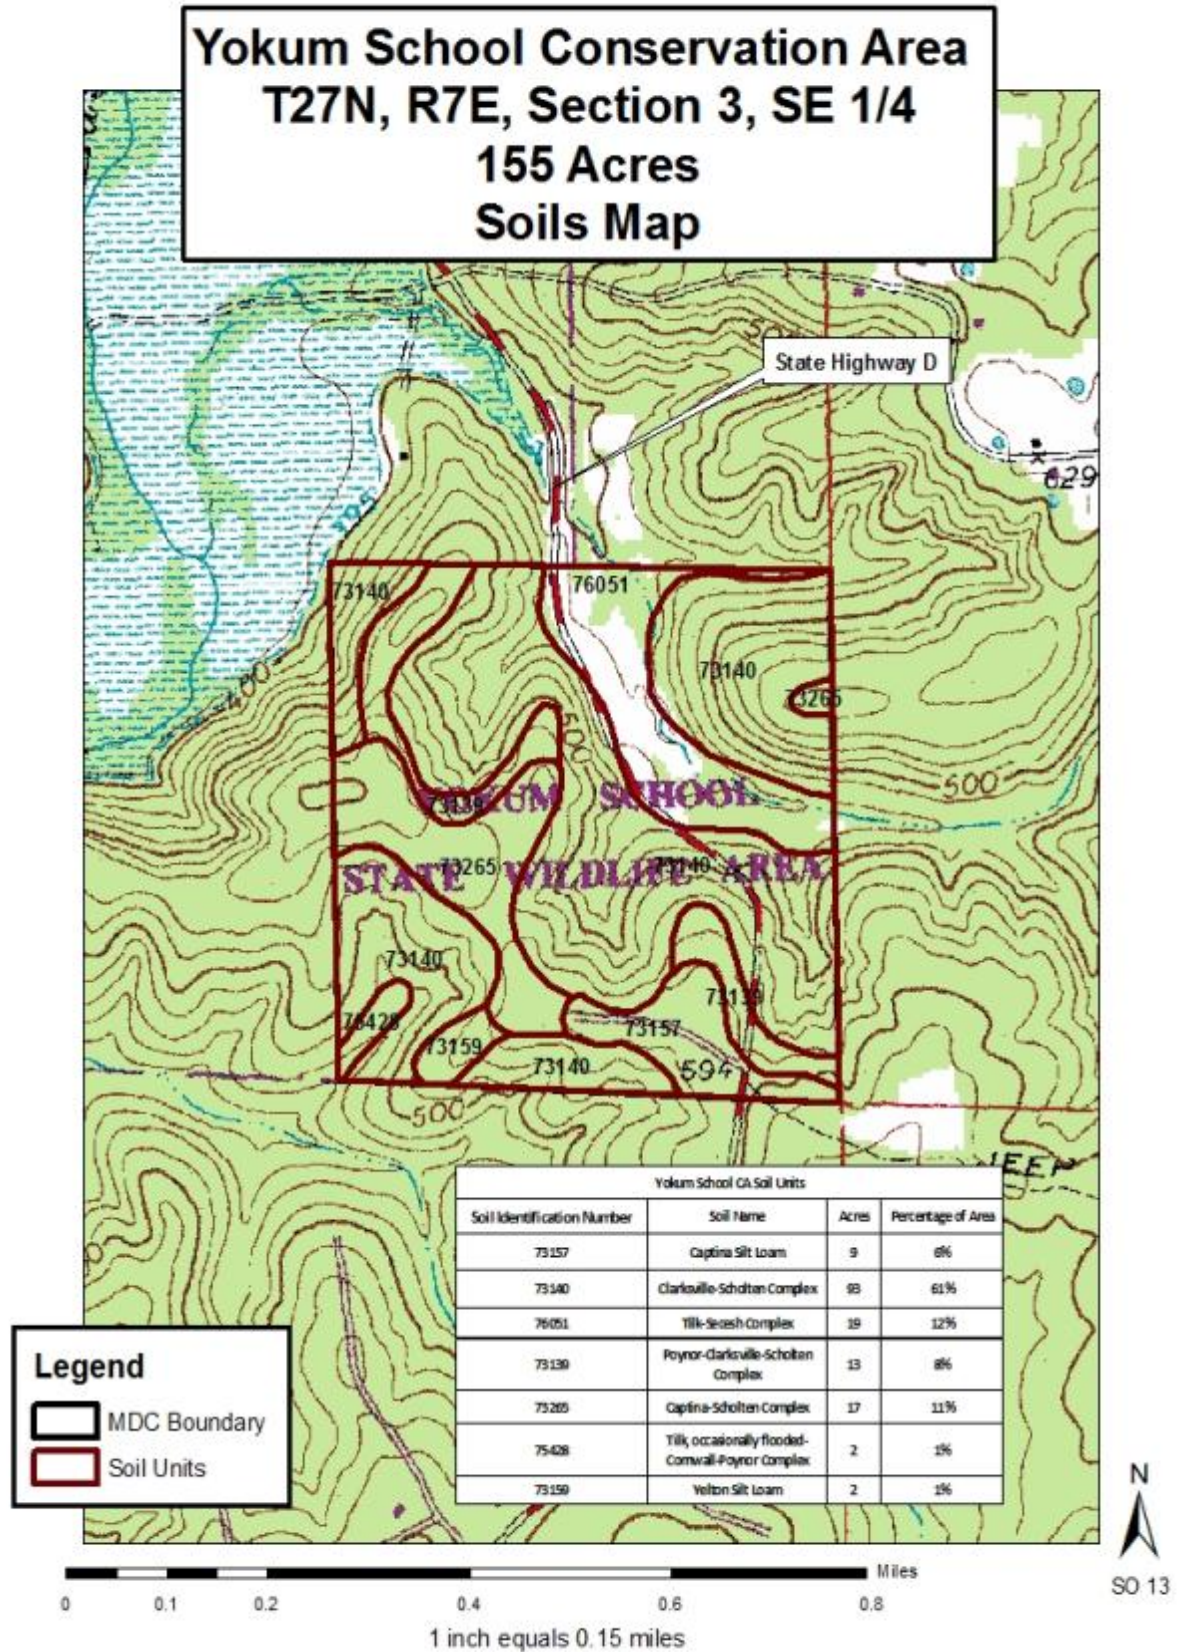 Yokum School Conservation Area
T27N, R7E, Section 3, SE 1/4
155 Acres
Soils Map
State Highway D
629
73140
76051
73140
73265
400
500
500
YOKUM SCHOOL
73139
STATE WILDLIFE AREA
73265
73140
73140
75428
73159
73140
73157
73139
594
500
JEEP
Yokum School CA Soil Units
Soil Identification Number Soil Name Acres Percentage of Area
73157 Captina Silt Loam 9 6%
73140 Clarksville-Scholten Complex 93 61%
76051 Tilk-Secesh Complex 19 12%
73139 Poynor-Clarksville-Scholten
Complex 13 8%
73265 Captina-Scholten Complex 17 11%
75428 Tilk, occasionally flooded-
Cornwall-Poynor Complex 2 1%
73159 Yelton Silt Loam 2 1%
Legend
MDC Boundary
Soil Units
N
SO 13
Miles
0 0.1 0.2 0.4 0.6 0.8
1 inch equals 0.15 miles